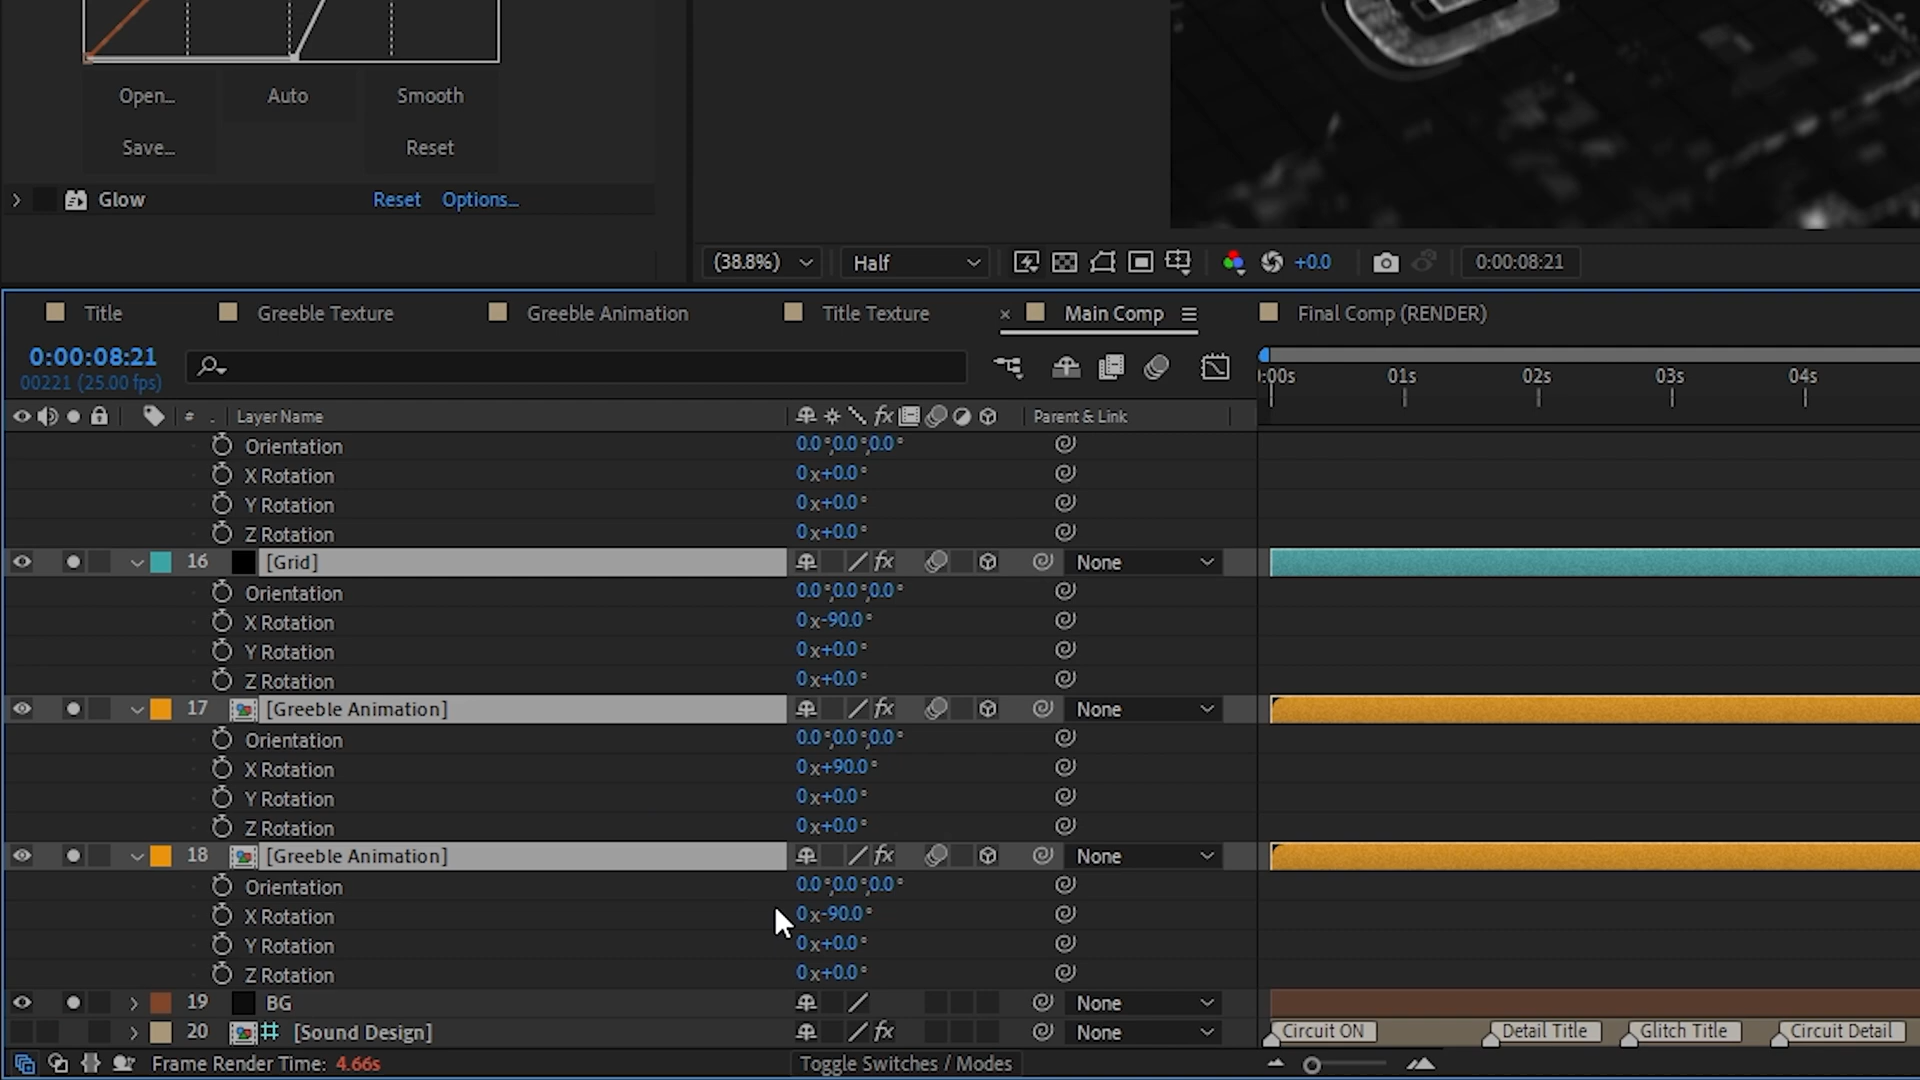 Open... Auto Smooth
Save... Reset
Glow Reset Options...
(38.8%) Half +0.0 0:00:08:21
Title Greeble Texture Greeble Animation Title Texture × Main Comp Final Comp (RENDER)
0:00:08:21
00221 (25.00 fps)
:00s 01s 02s 03s 04s
# . Layer Name fx Parent & Link
Orientation 0.0°,0.0°,0.0°
X Rotation 0x+0.0°
Y Rotation 0x+0.0°
Z Rotation 0x+0.0°
16 [Grid] fx None
Orientation 0.0°,0.0°,0.0°
X Rotation 0x-90.0°
Y Rotation 0x+0.0°
Z Rotation 0x+0.0°
17 [Greeble Animation] fx None
Orientation 0.0°,0.0°,0.0°
X Rotation 0x+90.0°
Y Rotation 0x+0.0°
Z Rotation 0x+0.0°
18 [Greeble Animation] fx None
Orientation 0.0°,0.0°,0.0°
X Rotation 0x-90.0°
Y Rotation 0x+0.0°
Z Rotation 0x+0.0°
19 BG None
20 [Sound Design] fx None Circuit ON Detail Title Glitch Title Circuit Detail
Frame Render Time: 4.66s Toggle Switches / Modes